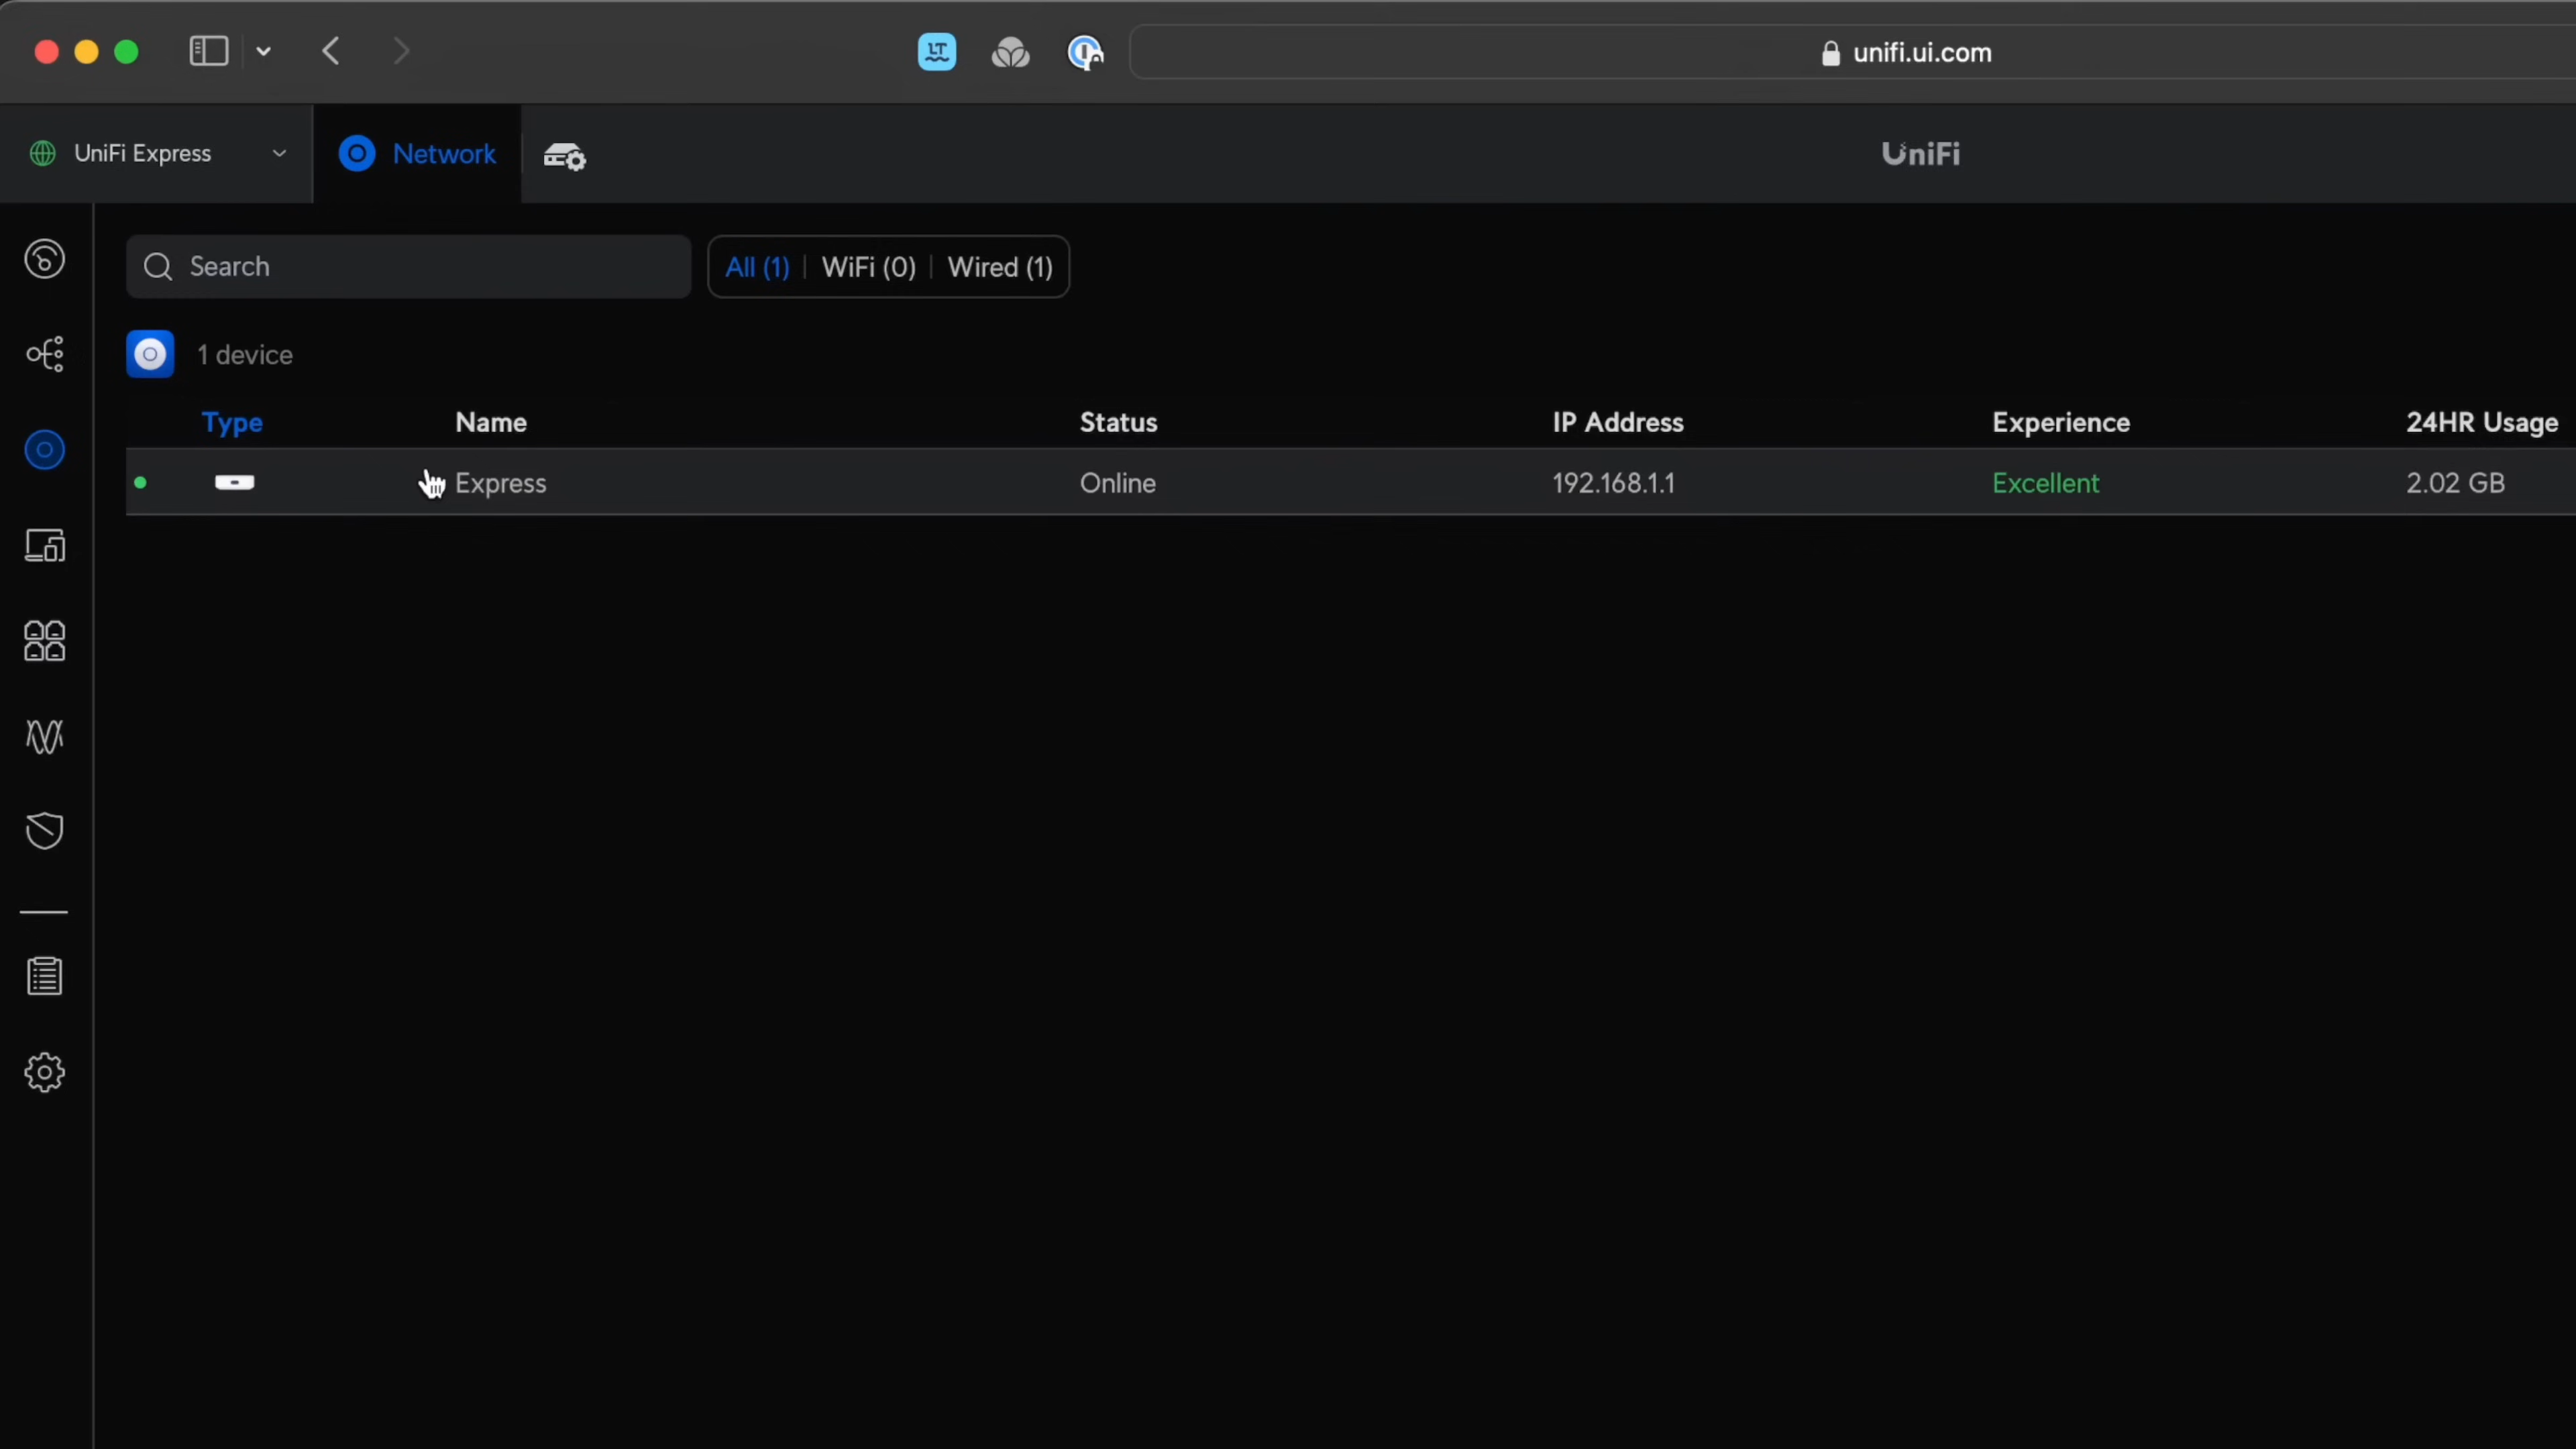 unifi.ui.com
UniFi Express
Network
UniFi
Search
All (1) | WiFi (0) | Wired (1)
1 device
Type Name Status IP Address Experience 24HR Usage
Express Online 192.168.1.1 Excellent 2.02 GB